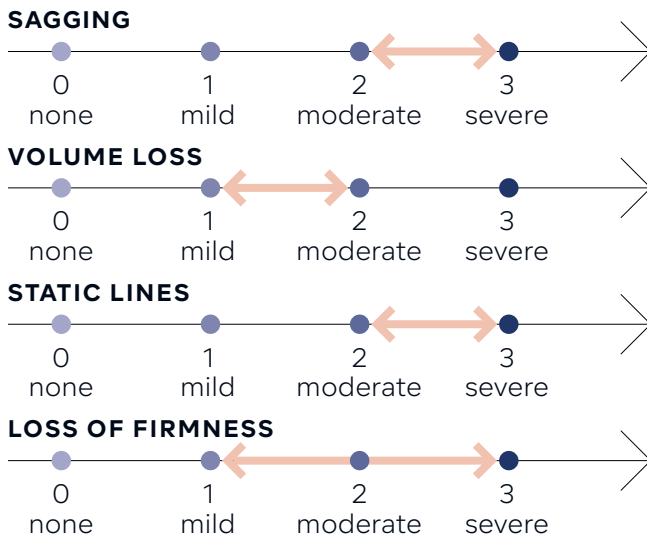 SAGGING
0 1 2 3
none mild moderate severe
VOLUME LOSS
0 1 2 3
none mild moderate severe
STATIC LINES
0 1 2 3
none mild moderate severe
LOSS OF FIRMNESS
0 1 2 3
none mild moderate severe